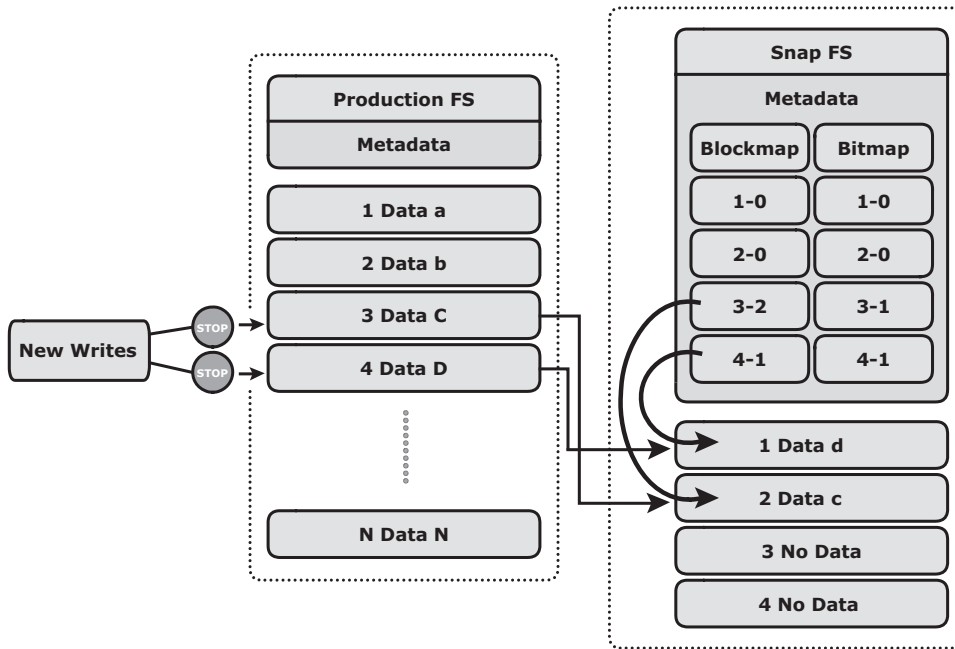 New Writes
STOP
STOP
Production FS
Metadata
1 Data a
2 Data b
3 Data C
4 Data D
N Data N
Snap FS
Metadata
Blockmap Bitmap
1-0 1-0
2-0 2-0
3-2 3-1
4-1 4-1
1 Data d
2 Data c
3 No Data
4 No Data